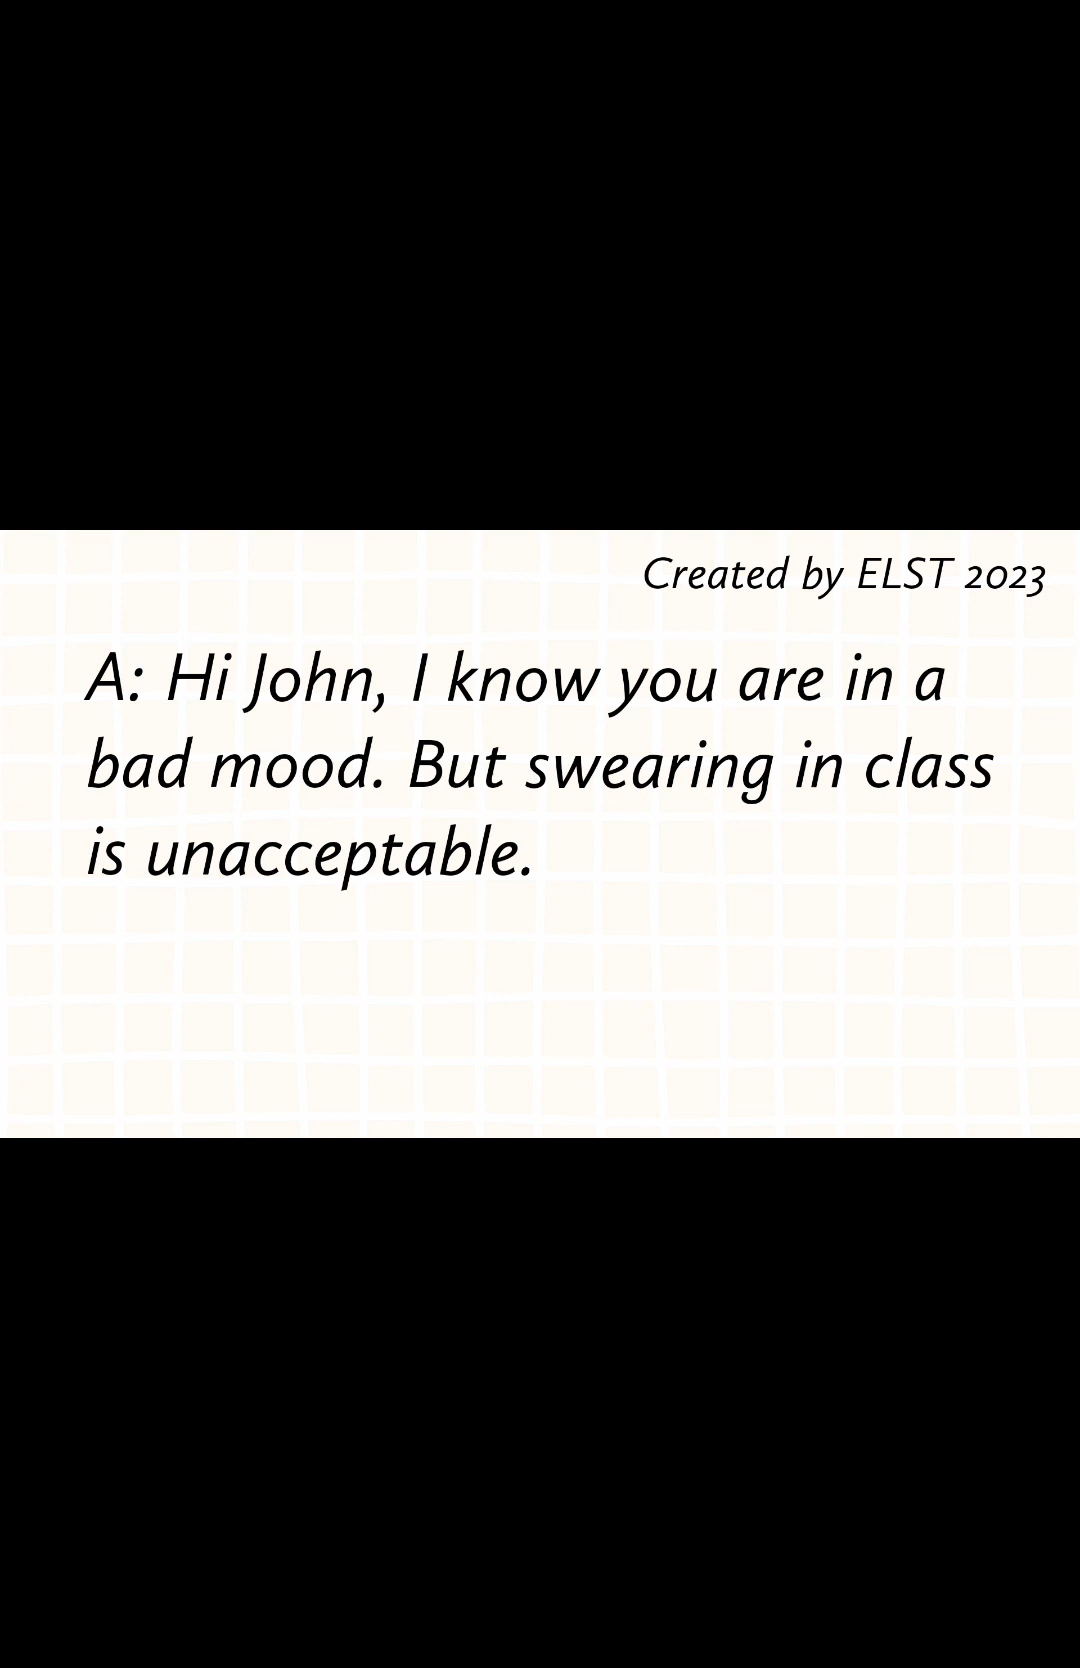 Created by ELST 2023
A: Hi John, I know you are in a
bad mood. But swearing in class
is unacceptable.